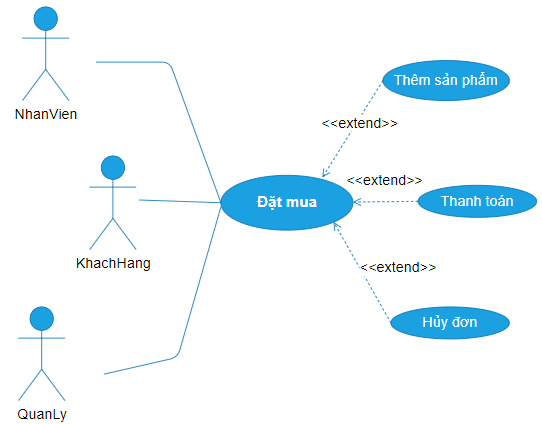 NhanVien
KhachHang
QuanLy
Đặt mua
<<extend>>
<<extend>>
<<extend>>
Thêm sản phẩm
Thanh toán
Hủy đơn